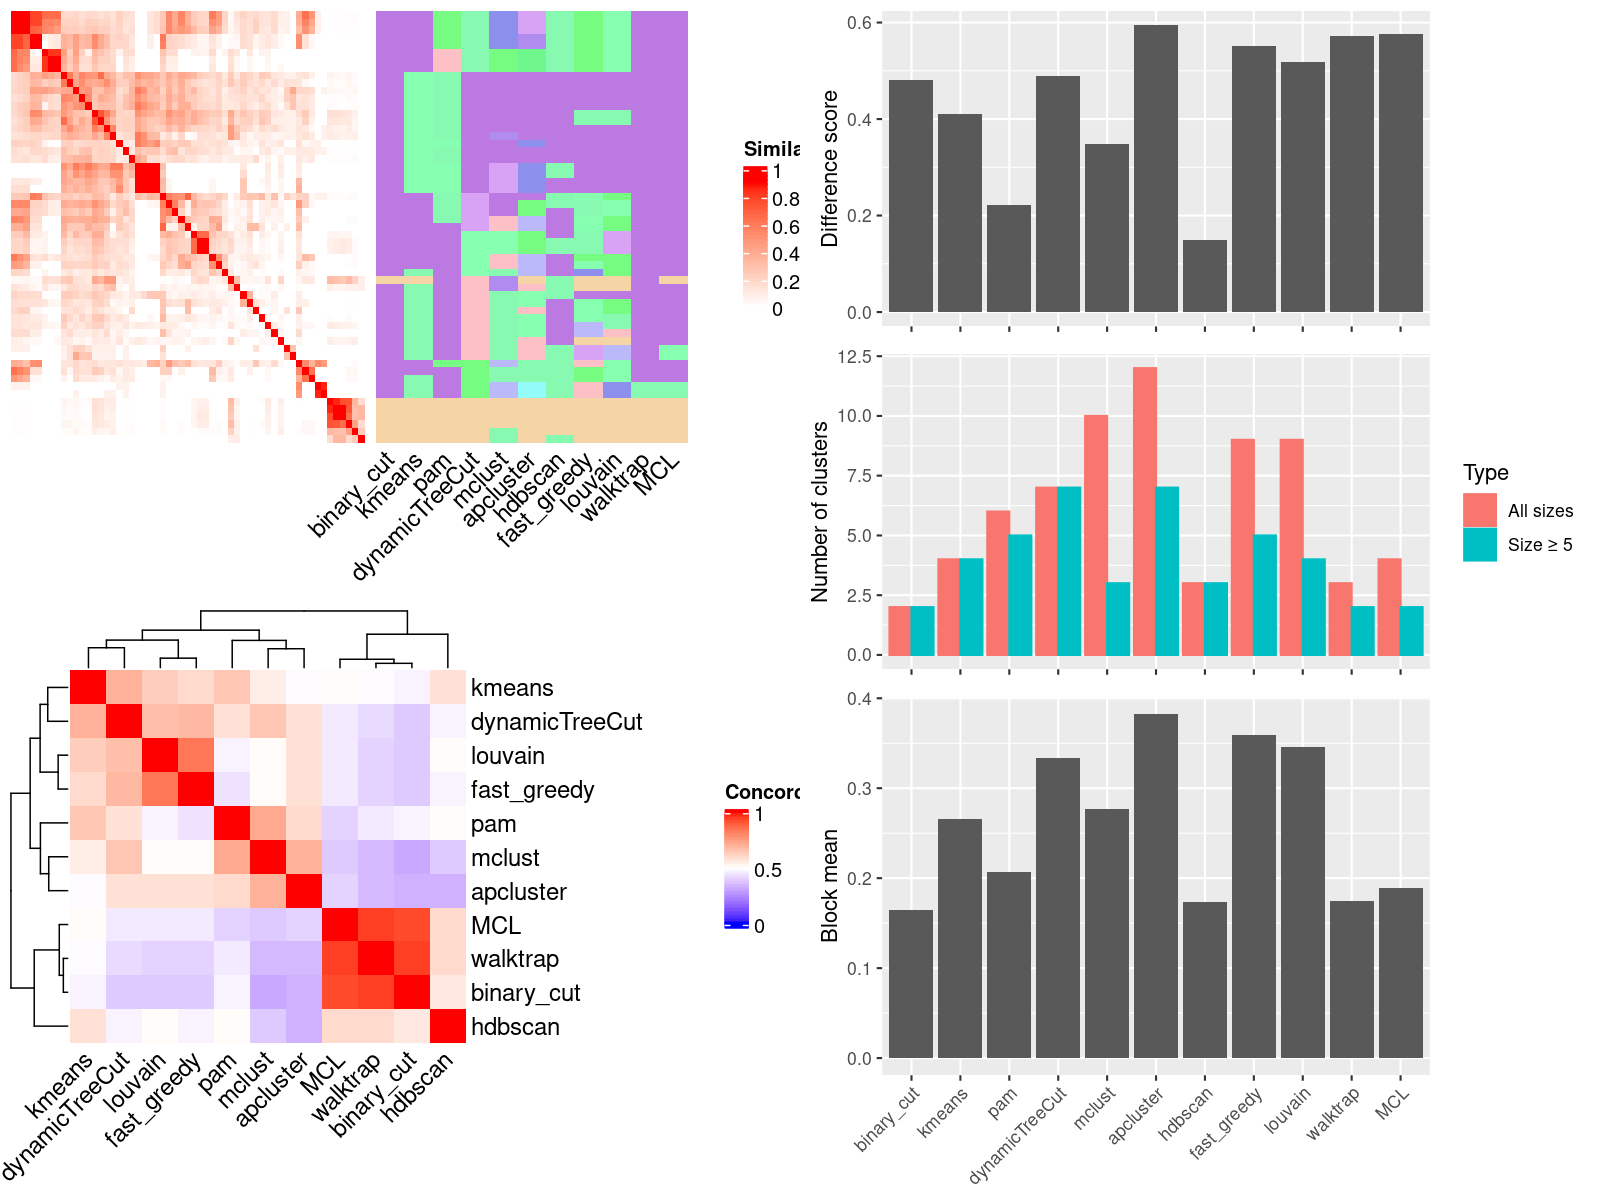 Simila
1
0.8
0.6
0.4
0.2
0
binary_cut
kmeans
pam
dynamicTreeCut
mclust
apcluster
hdbscan
fast_greedy
louvain
walktrap
MCL
kmeans
dynamicTreeCut
louvain
fast_greedy
pam
mclust
apcluster
MCL
walktrap
binary_cut
hdbscan
kmeans
dynamicTreeCut
louvain
fast_greedy
pam
mclust
apcluster
MCL
walktrap
binary_cut
hdbscan
Concord
1
0.5
0
Difference score
0.6
0.4
0.2
0.0
Number of clusters
12.5
10.0
7.5
5.0
2.5
0.0
Type
All sizes
Size ≥ 5
Block mean
0.4
0.3
0.2
0.1
0.0
binary_cut
kmeans
pam
dynamicTreeCut
mclust
apcluster
hdbscan
fast_greedy
louvain
walktrap
MCL